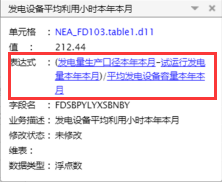 发电设备平均利用小时本年本月
单元格 ：NEA_FD103.table1.d11
值 ：212.44
表达式 ：(发电量生产口径本年本月-试运行发电
量本年本月)/平均发电设备容量本年本
月
字段名 ：FDSBPYLYXSBNBY
业务描述：发电设备平均利用小时本年本月
修改状态：未修改
维表：
数据类型：浮点数